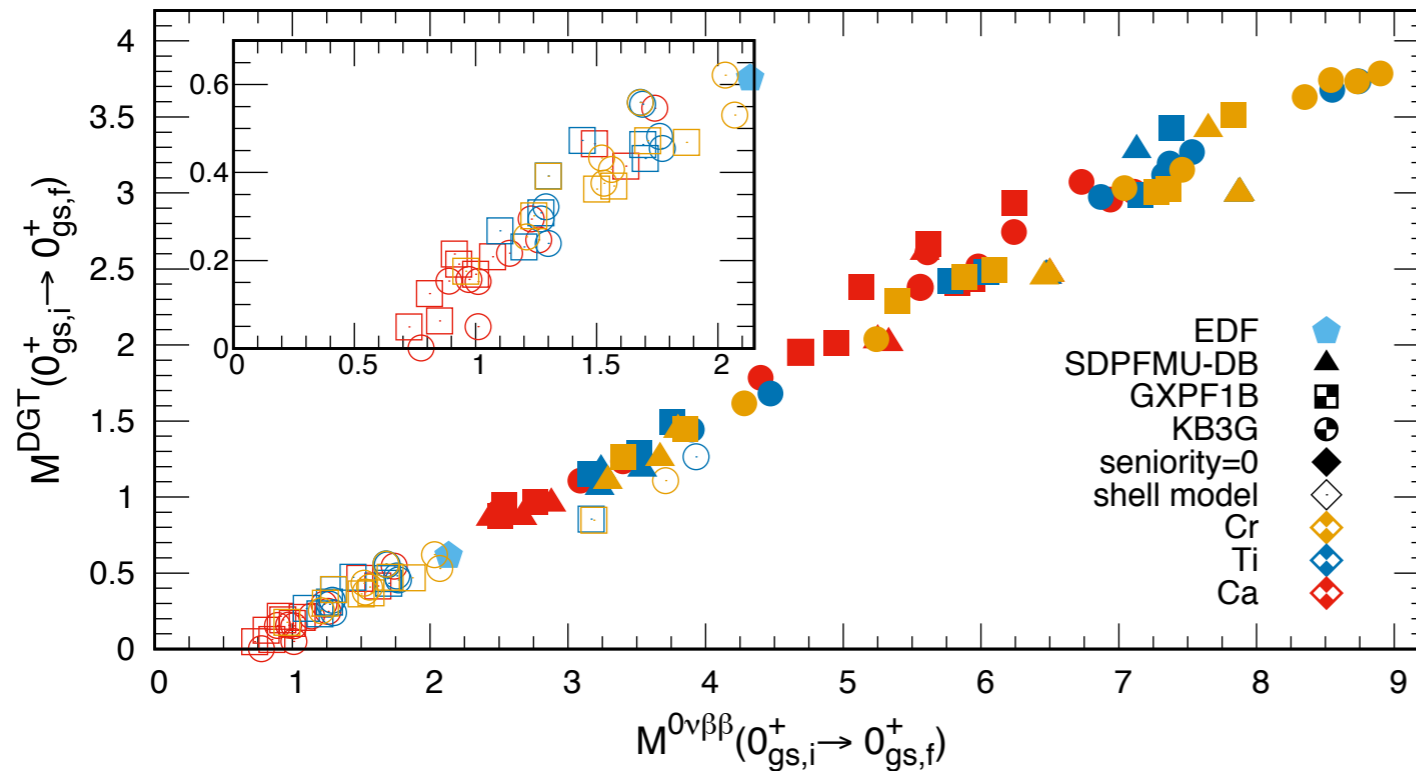 M^DGT(0^+_gs,i → 0^+_gs,f)
4
3.5
3
2.5
2
1.5
1
0.5
0
0.6
0.4
0.2
0
0 0.5 1 1.5 2
EDF
SDPFMU-DB
GXPF1B
KB3G
seniority=0
shell model
Cr
Ti
Ca
0 1 2 3 4 5 6 7 8 9
M^0νββ(0^+_gs,i → 0^+_gs,f)